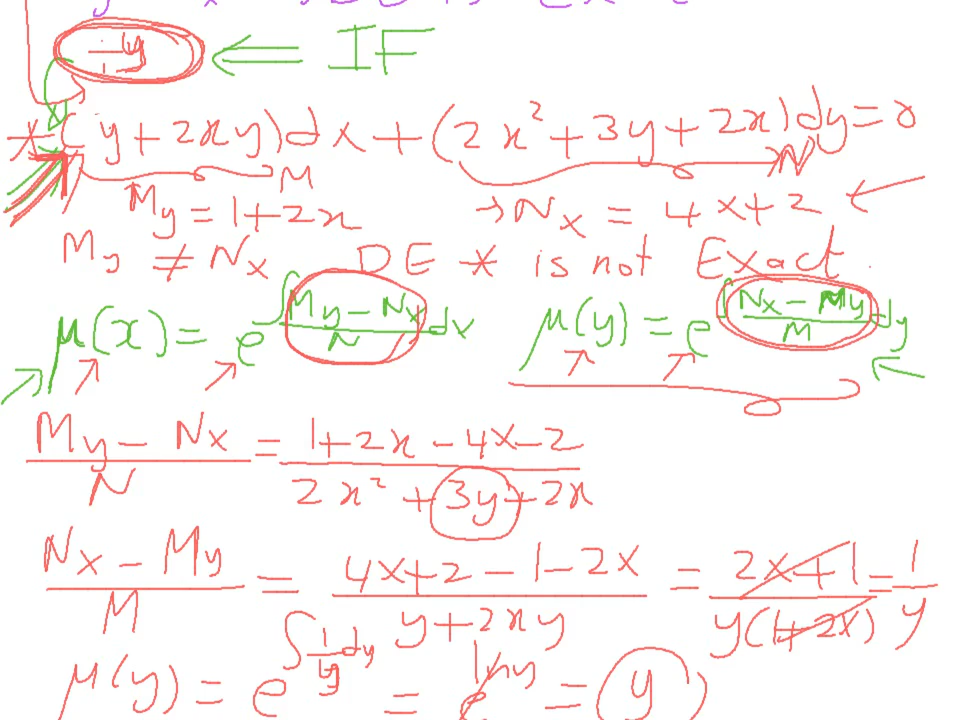 ÷y ⇐ IF
* (y + 2xy)dx + (2x² + 3y + 2x)dy = 0
M N
My = 1 + 2x → Nx = 4x + 2 ←
My ≠ Nx DE * is not Exact.
μ(x) = e^∫ (My − Nx)/N dx μ(y) = e^∫ (Nx − My)/M dy
(My − Nx)/N = (1 + 2x − 4x − 2)/(2x² + 3y + 2x)
(Nx − My)/M = (4x + 2 − 1 − 2x)/(y + 2xy) = (2x + 1)/(y(1 + 2x)) = 1/y
μ(y) = e^∫ 1/y dy = e^lny = y